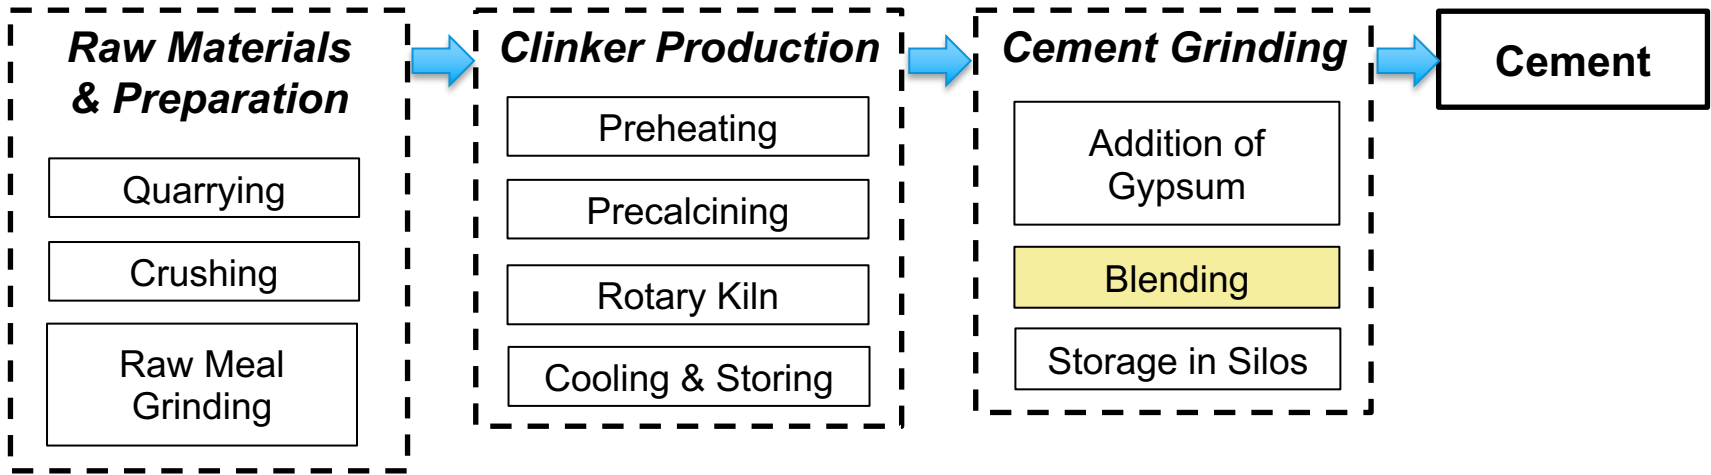 Raw Materials
& Preparation
Quarrying
Crushing
Raw Meal
Grinding
Clinker Production
Preheating
Precalcining
Rotary Kiln
Cooling & Storing
Cement Grinding
Addition of
Gypsum
Blending
Storage in Silos
Cement